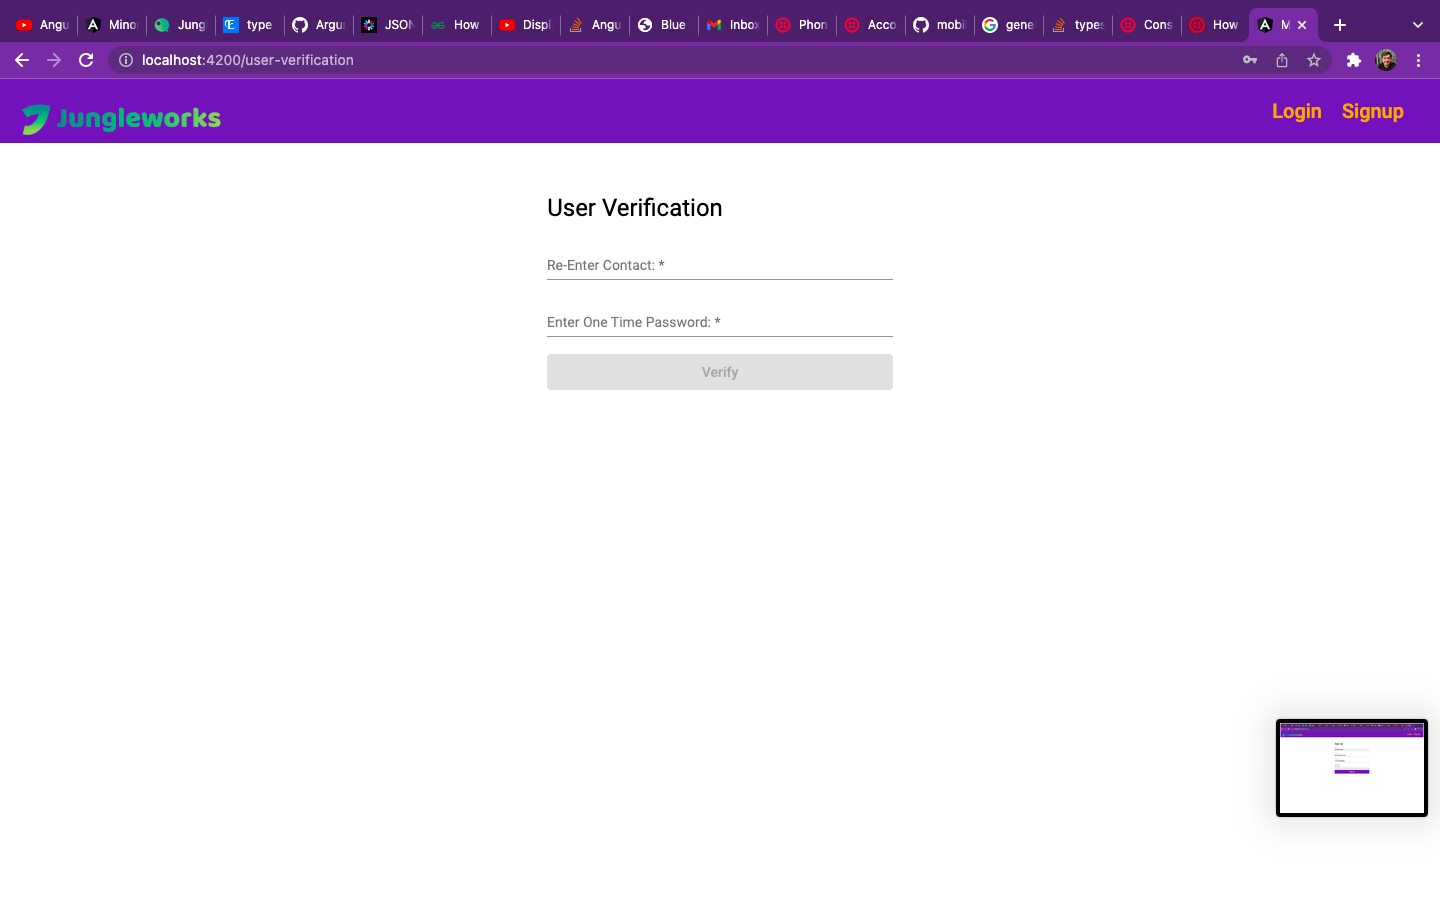 Angu Mino Jung type Argu JSON How Displ Angu Blue Inbox Phon Acco mobi gene types Cons How M
localhost:4200/user-verification
Jungleworks
Login Signup
User Verification
Re-Enter Contact: *
Enter One Time Password: *
Verify